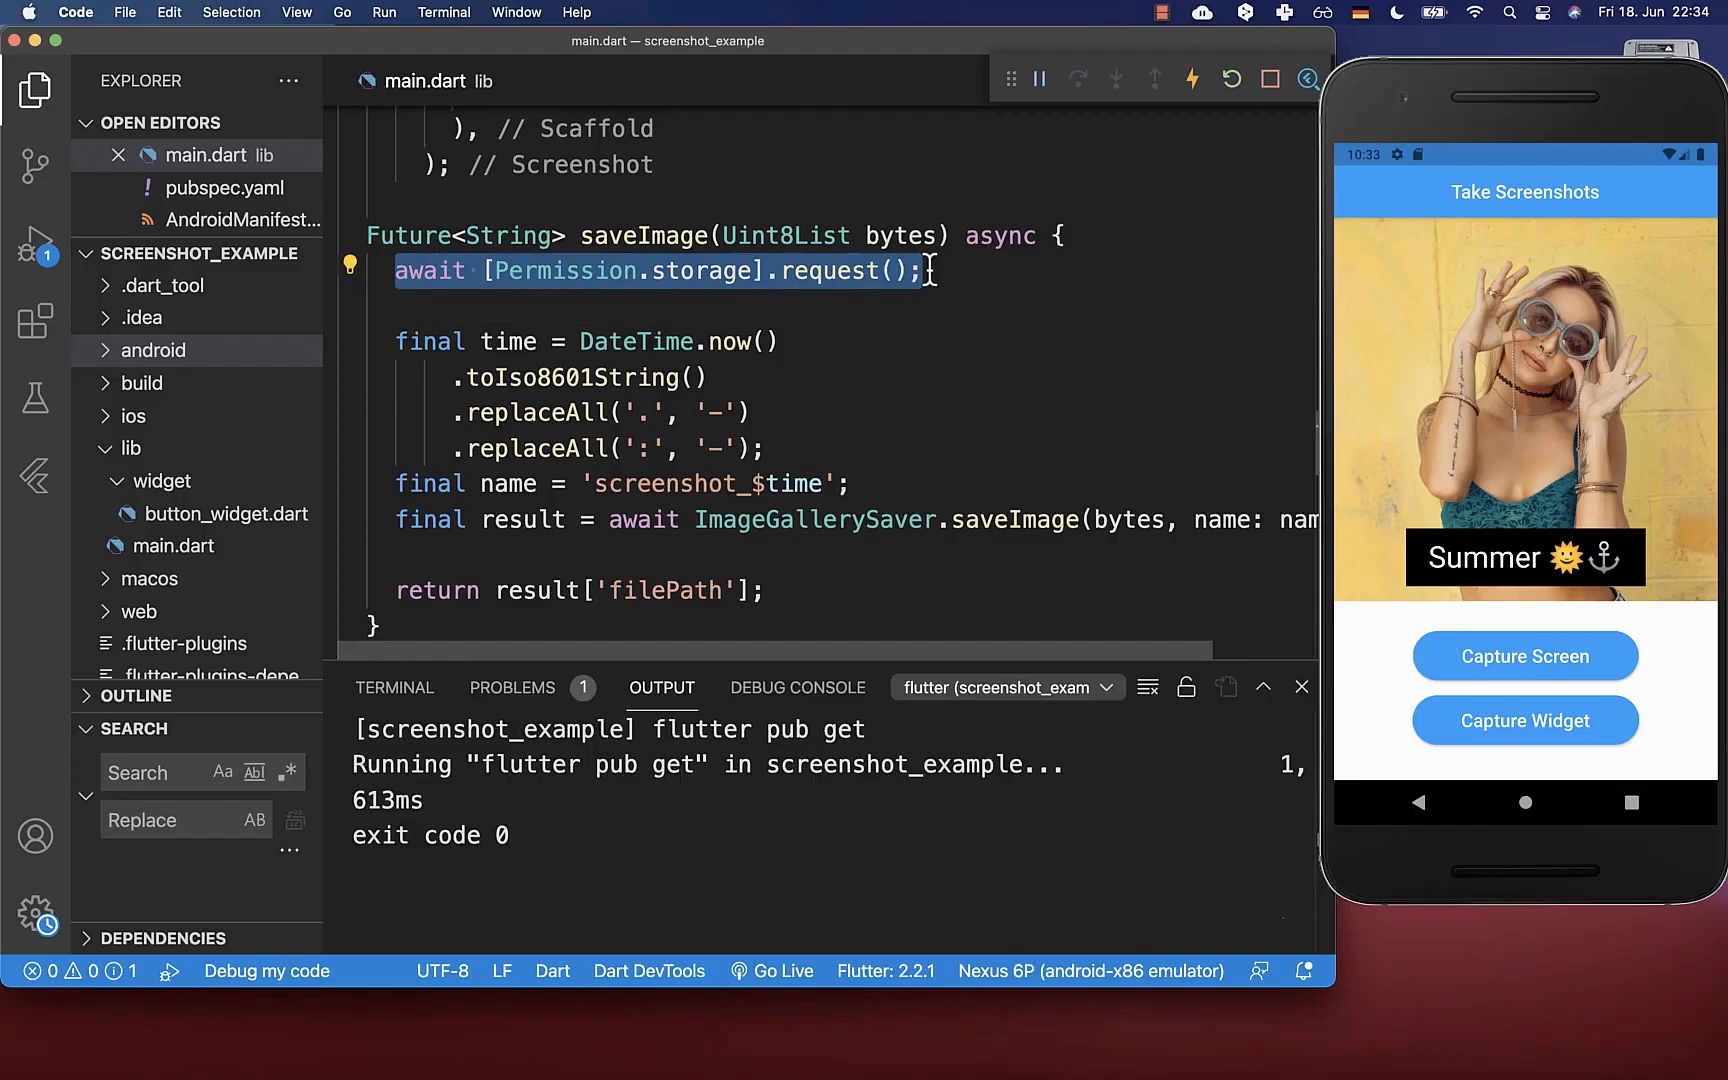 Code File Edit Selection View Go Run Terminal Window Help
Fri 18. Jun 22:34
main.dart — screenshot_example
EXPLORER
OPEN EDITORS
main.dart lib
pubspec.yaml
AndroidManifest...
SCREENSHOT_EXAMPLE
.dart_tool
.idea
android
build
ios
lib
widget
button_widget.dart
main.dart
macos
web
.flutter-plugins
.flutter-plugins-depe
OUTLINE
SEARCH
Search
Aa Abl .*
Replace
AB
...
DEPENDENCIES
1
main.dart lib
), // Scaffold
); // Screenshot
Future<String> saveImage(Uint8List bytes) async {
await [Permission.storage].request();
final time = DateTime.now()
.toIso8601String()
.replaceAll('.', '-')
.replaceAll(':', '-');
final name = 'screenshot_$time';
final result = await ImageGallerySaver.saveImage(bytes, name: nam
return result['filePath'];
}
TERMINAL PROBLEMS 1 OUTPUT DEBUG CONSOLE flutter (screenshot_exam
[screenshot_example] flutter pub get
Running "flutter pub get" in screenshot_example... 1,
613ms
exit code 0
0 0 1 Debug my code UTF-8 LF Dart Dart DevTools Go Live Flutter: 2.2.1 Nexus 6P (android-x86 emulator)
10:33
Take Screenshots
Summer 🌞⚓
Capture Screen
Capture Widget